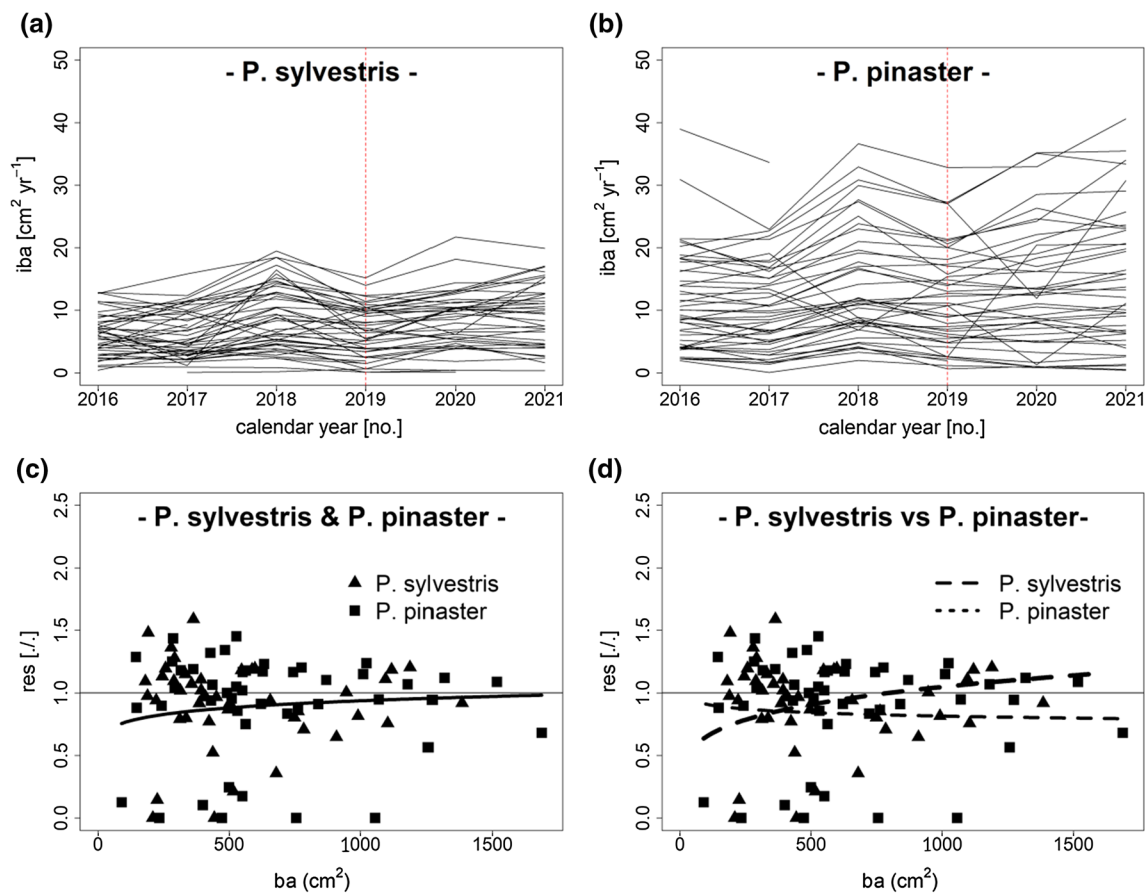 (a)
- P. sylvestris -
50
40
30
20
10
0
iba [cm² yr⁻¹]
2016 2017 2018 2019 2020 2021
calendar year [no.]
(b)
- P. pinaster -
50
40
30
20
10
0
iba [cm² yr⁻¹]
2016 2017 2018 2019 2020 2021
calendar year [no.]
(c)
- P. sylvestris & P. pinaster -
P. sylvestris
P. pinaster
2.5
2.0
1.5
1.0
0.5
0.0
res [./.]
0 500 1000 1500
ba (cm²)
(d)
- P. sylvestris vs P. pinaster-
P. sylvestris
P. pinaster
2.5
2.0
1.5
1.0
0.5
0.0
res [./.]
0 500 1000 1500
ba (cm²)